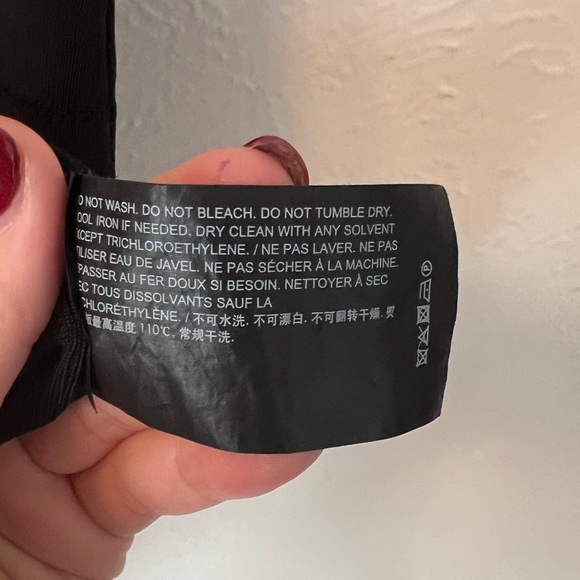 DO NOT WASH. DO NOT BLEACH. DO NOT TUMBLE DRY.
COOL IRON IF NEEDED. DRY CLEAN WITH ANY SOLVENT
EXCEPT TRICHLOROETHYLENE. / NE PAS LAVER. NE PAS
UTILISER EAU DE JAVEL. NE PAS SÉCHER À LA MACHINE.
REPASSER AU FER DOUX SI BESOIN. NETTOYER À SEC
AVEC TOUS DISSOLVANTS SAUF LA
TRICHLORÉTHYLÈNE. / 不可水洗. 不可漂白. 不可翻转干燥. 熨
最高温度 110℃. 常规干洗.
P